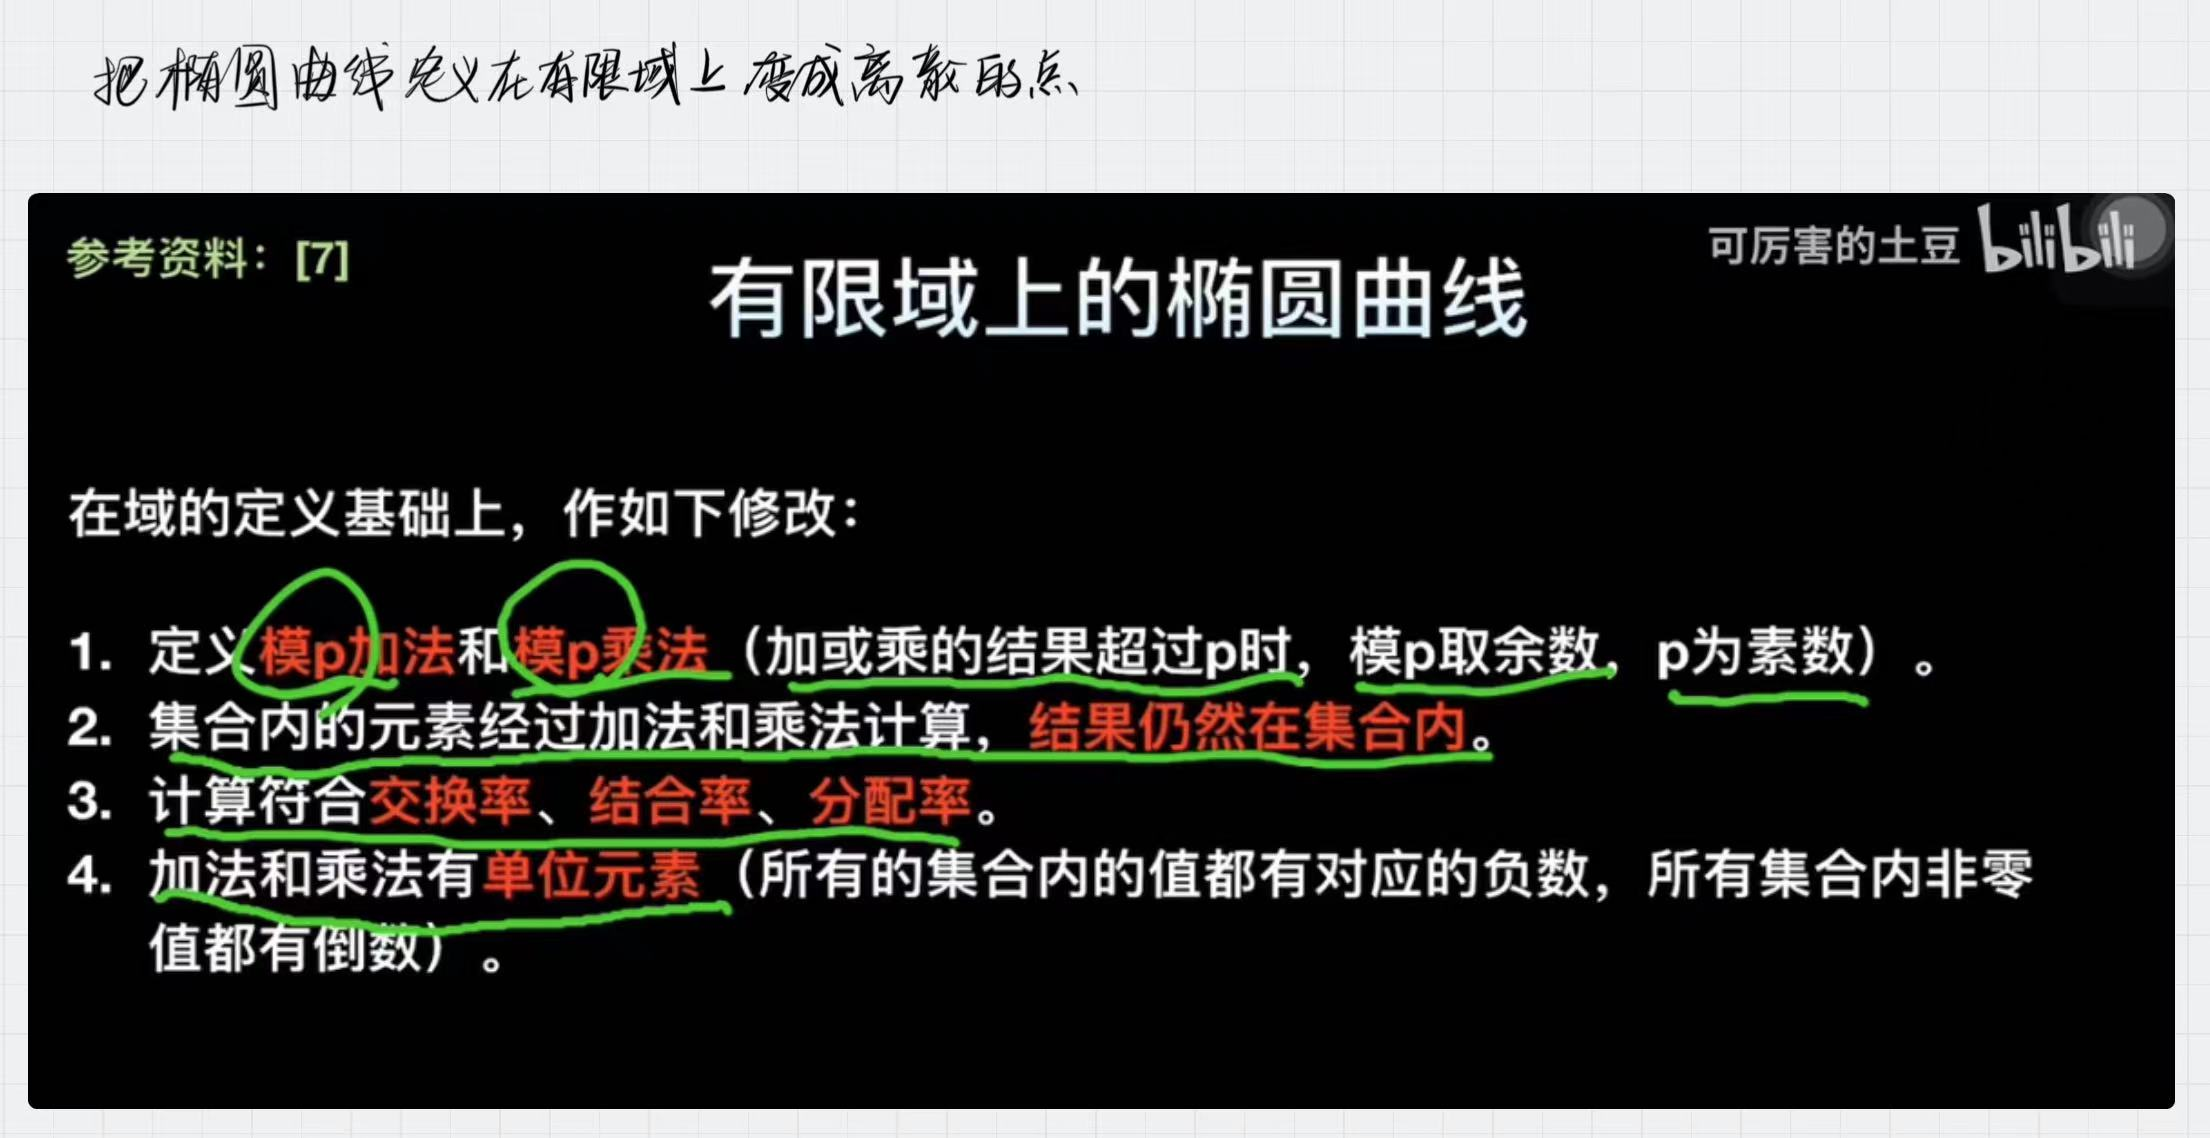 把椭圆曲线定义在有限域上变成离散的点
参考资料：[7]
可厉害的土豆 bilibili
有限域上的椭圆曲线
在域的定义基础上，作如下修改：
1. 定义模p加法和模p乘法（加或乘的结果超过p时，模p取余数，p为素数）。
2. 集合内的元素经过加法和乘法计算，结果仍然在集合内。
3. 计算符合交换率、结合率、分配率。
4. 加法和乘法有单位元素（所有的集合内的值都有对应的负数，所有集合内非零
值都有倒数）。